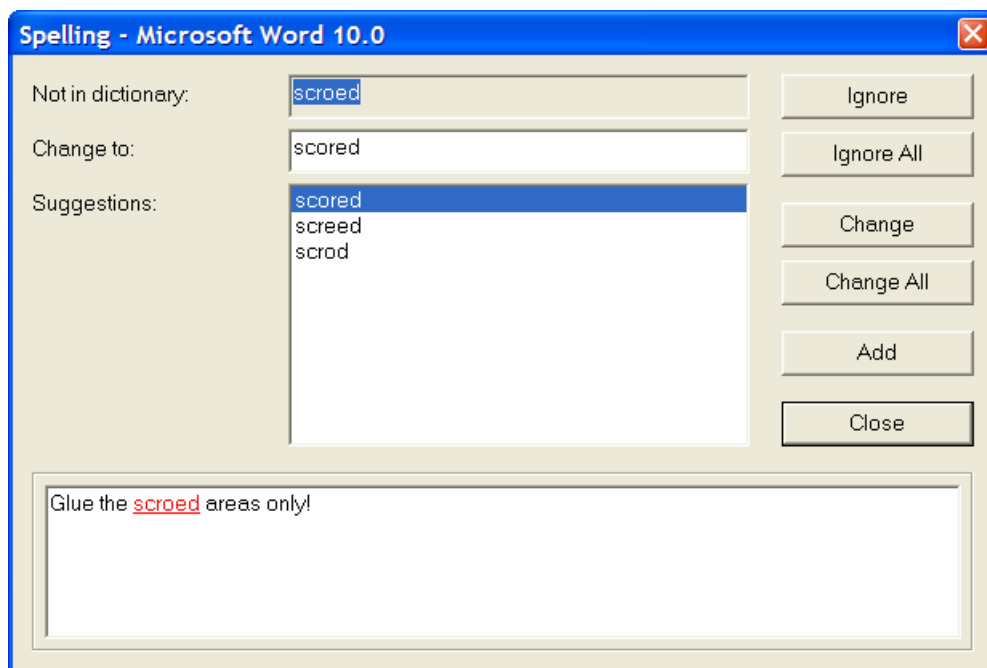 Spelling - Microsoft Word 10.0
Not in dictionary:
scroed
Ignore
Change to:
scored
Ignore All
Suggestions:
scored
screed
scrod
Change
Change All
Add
Close
Glue the scroed areas only!